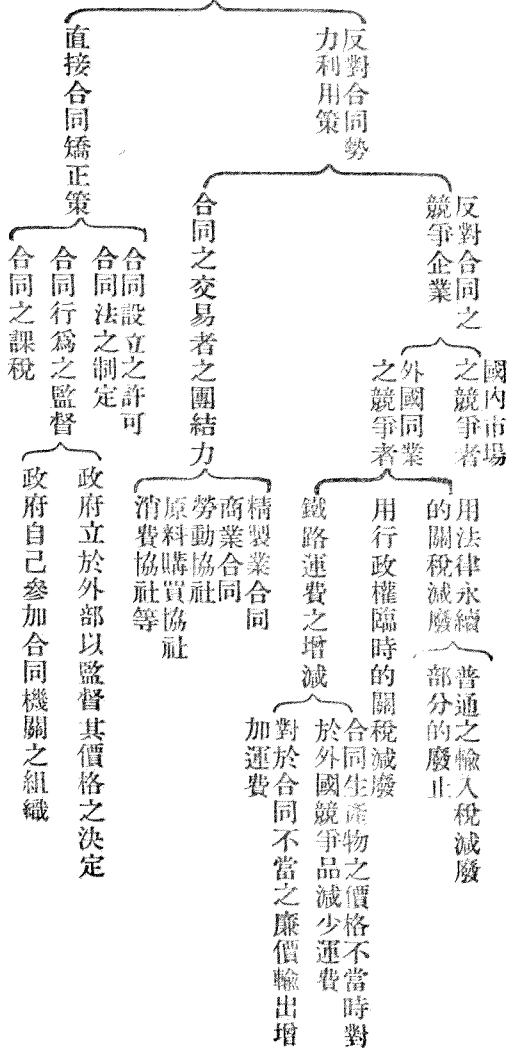 反對合同勢
力利用策
反對合同之
競爭企業
國內市場
之競爭者
外國同業
之競爭者
用法律永續
的關稅減廢
普通之輸入稅減廢
部分的廢止
用行政權臨時的關稅減廢
鐵路運費之增減
合同生產物之價格不當時對
於外國競爭品減少運費
對於合同不當之廉價輸出增
加運費
合同之交易者之團結力
精製業合同
商業合同
勞動協社
原料購買協社
消費協社等
直接合同矯正策
合同設立之許可
合同法之制定
合同行爲之監督
政府立於外部以監督其價格之決定
政府自己參加合同機關之組織
合同之課稅